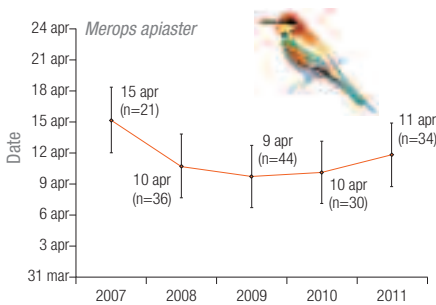 Merops apiaster
Date
24 apr
21 apr
18 apr
15 apr
12 apr
9 apr
6 apr
3 apr
31 mar
15 apr
(n=21)
10 apr
(n=36)
9 apr
(n=44)
10 apr
(n=30)
11 apr
(n=34)
2007 2008 2009 2010 2011